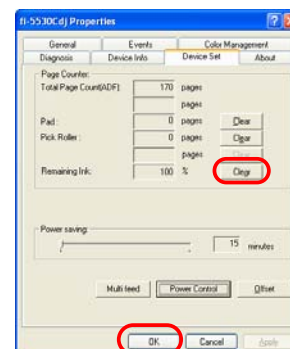 fi-5530Cdj Properties
General Events Color Management
Diagnosis Device Info Device Set About
Page Counter:
Total Page Count(ADF): 170 pages
pages
Pad: 0 pages Clear
Pick Roller: 0 pages Clear
pages Clear
Remaining Ink: 100 % Clear
Power saving:
15 minutes
Multi feed Power Control Offset
OK Cancel Apply